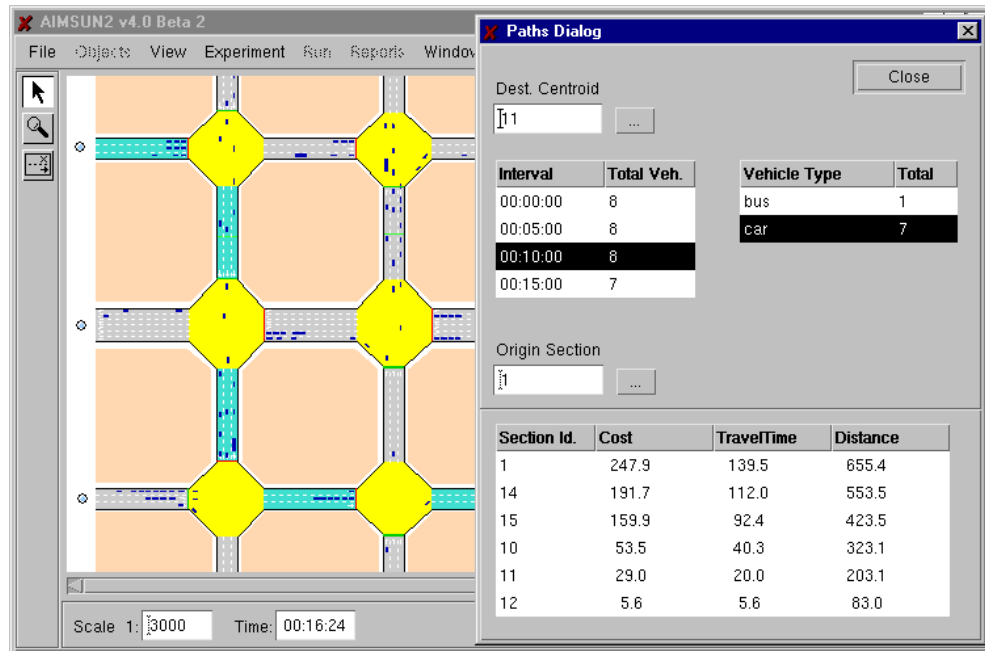 AIMSUN2 v4.0 Beta 2
File Objects View Experiment Run Reports Window
Scale 1: 3000 Time: 00:16:24
Paths Dialog
Close
Dest. Centroid
11 ...
Interval Total Veh.
00:00:00 8
00:05:00 8
00:10:00 8
00:15:00 7
Vehicle Type Total
bus 1
car 7
Origin Section
1 ...
Section Id. Cost TravelTime Distance
1 247.9 139.5 655.4
14 191.7 112.0 553.5
15 159.9 92.4 423.5
10 53.5 40.3 323.1
11 29.0 20.0 203.1
12 5.6 5.6 83.0